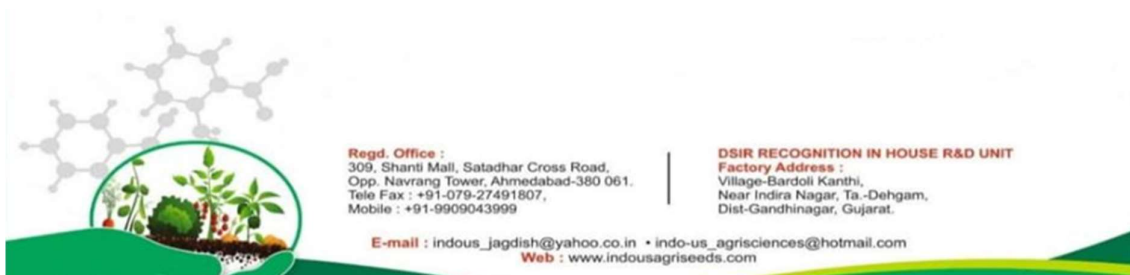 Regd. Office :
309, Shanti Mall, Satadhar Cross Road,
Opp. Navrang Tower, Ahmedabad-380 061.
Tele Fax : +91-079-27491807,
Mobile : +91-9909043999
DSIR RECOGNITION IN HOUSE R&D UNIT
Factory Address :
Village-Bardoli Kanthi,
Near Indira Nagar, Ta.-Dehgam,
Dist-Gandhinagar, Gujarat.
E-mail : indous_jagdish@yahoo.co.in • indo-us_agrisciences@hotmail.com
Web : www.indousagriseeds.com